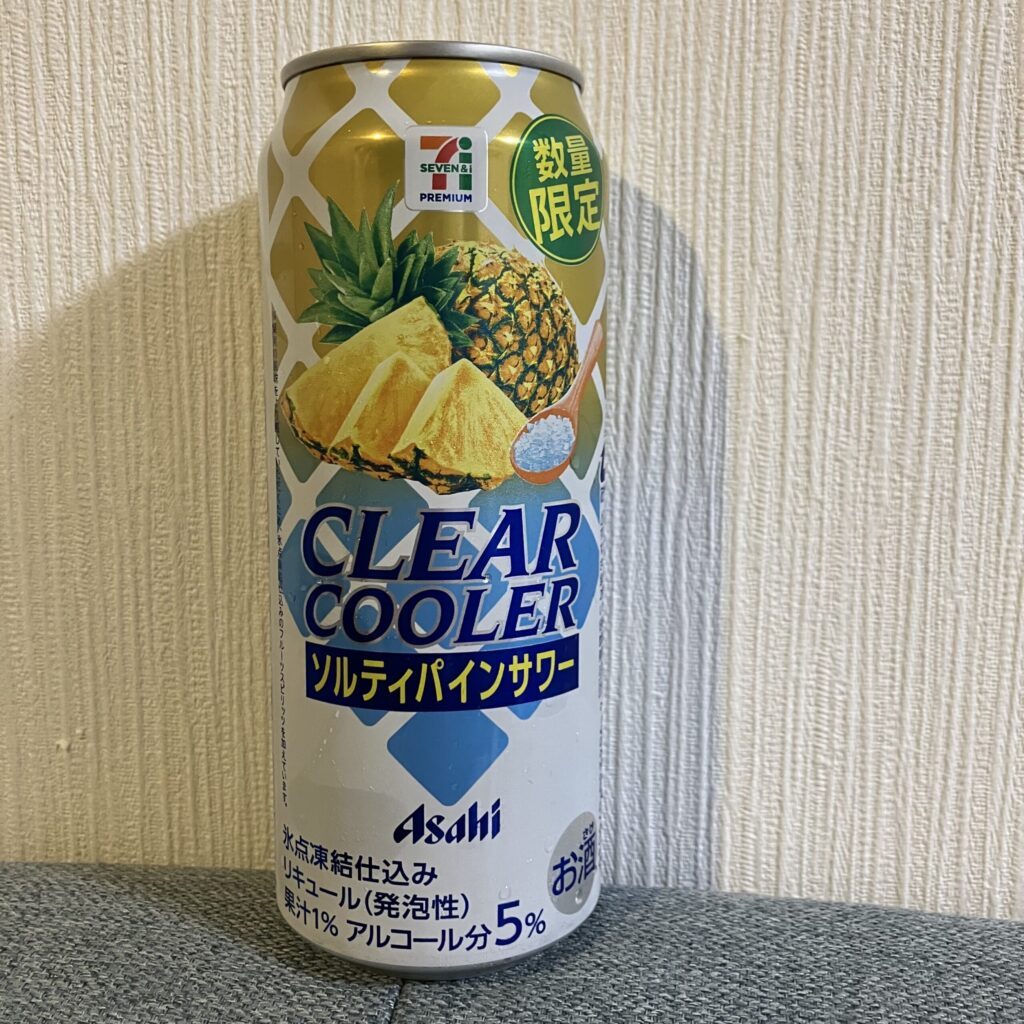 SEVEN&i
PREMIUM
数量
限定
CLEAR
COOLER
ソルティパインサワー
Asahi
氷点凍結仕込み
リキュール(発泡性)
果汁1% アルコール分5%
さけ
お酒